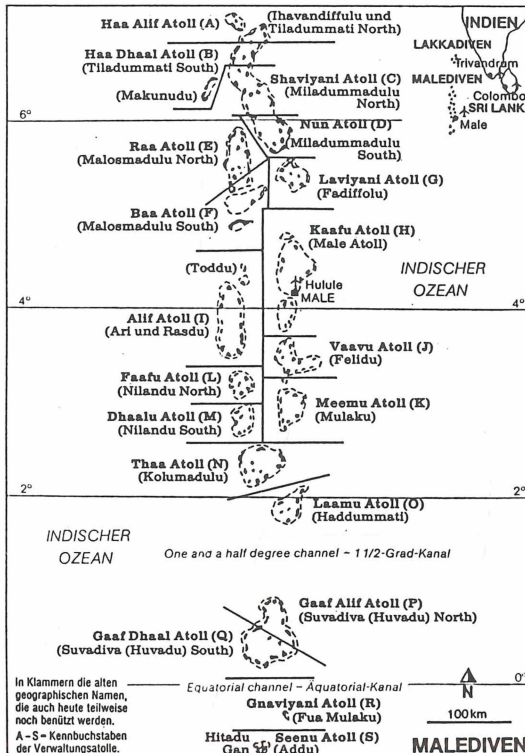 Haa Alif Atoll (A)
(Ihavandiffulu und
Tiladummati North)
Haa Dhaal Atoll (B)
(Tiladummati South)
(Makunudu)
Shaviyani Atoll (C)
(Miladummadulu
North)
INDIEN
LAKKADIVEN
Trivandrum
MALEDIVEN
Colombo
SRI LANK
Male
6°
Nun Atoll (D)
(Miladummadulu
South)
Raa Atoll (E)
(Malosmadulu North)
Laviyani Atoll (G)
(Fadiffolu)
Baa Atoll (F)
(Malosmadulu South)
Kaafu Atoll (H)
(Male Atoll)
(Toddu)
Hulule
MALE
INDISCHER
OZEAN
4°
4°
Alif Atoll (I)
(Ari und Rasdu)
Vaavu Atoll (J)
(Felidu)
Faafu Atoll (L)
(Nilandu North)
Meemu Atoll (K)
(Mulaku)
Dhaalu Atoll (M)
(Nilandu South)
Thaa Atoll (N)
(Kolumadulu)
2°
2°
Laamu Atoll (O)
(Haddummati)
INDISCHER
OZEAN
One and a half degree channel – 1 1/2-Grad-Kanal
Gaaf Alif Atoll (P)
(Suvadiva (Huvadu) North)
Gaaf Dhaal Atoll (Q)
(Suvadiva (Huvadu) South)
In Klammern die alten
geographischen Namen,
die auch heute teilweise
noch benützt werden.
A–S = Kennbuchstaben
der Verwaltungsatolle.
Equatorial channel – Äquatorial-Kanal
0°
Gnaviyani Atoll (R)
(Fua Mulaku)
Hitadu
Seenu Atoll (S)
Gan
(Addu)
N
100 km
MALEDIVEN